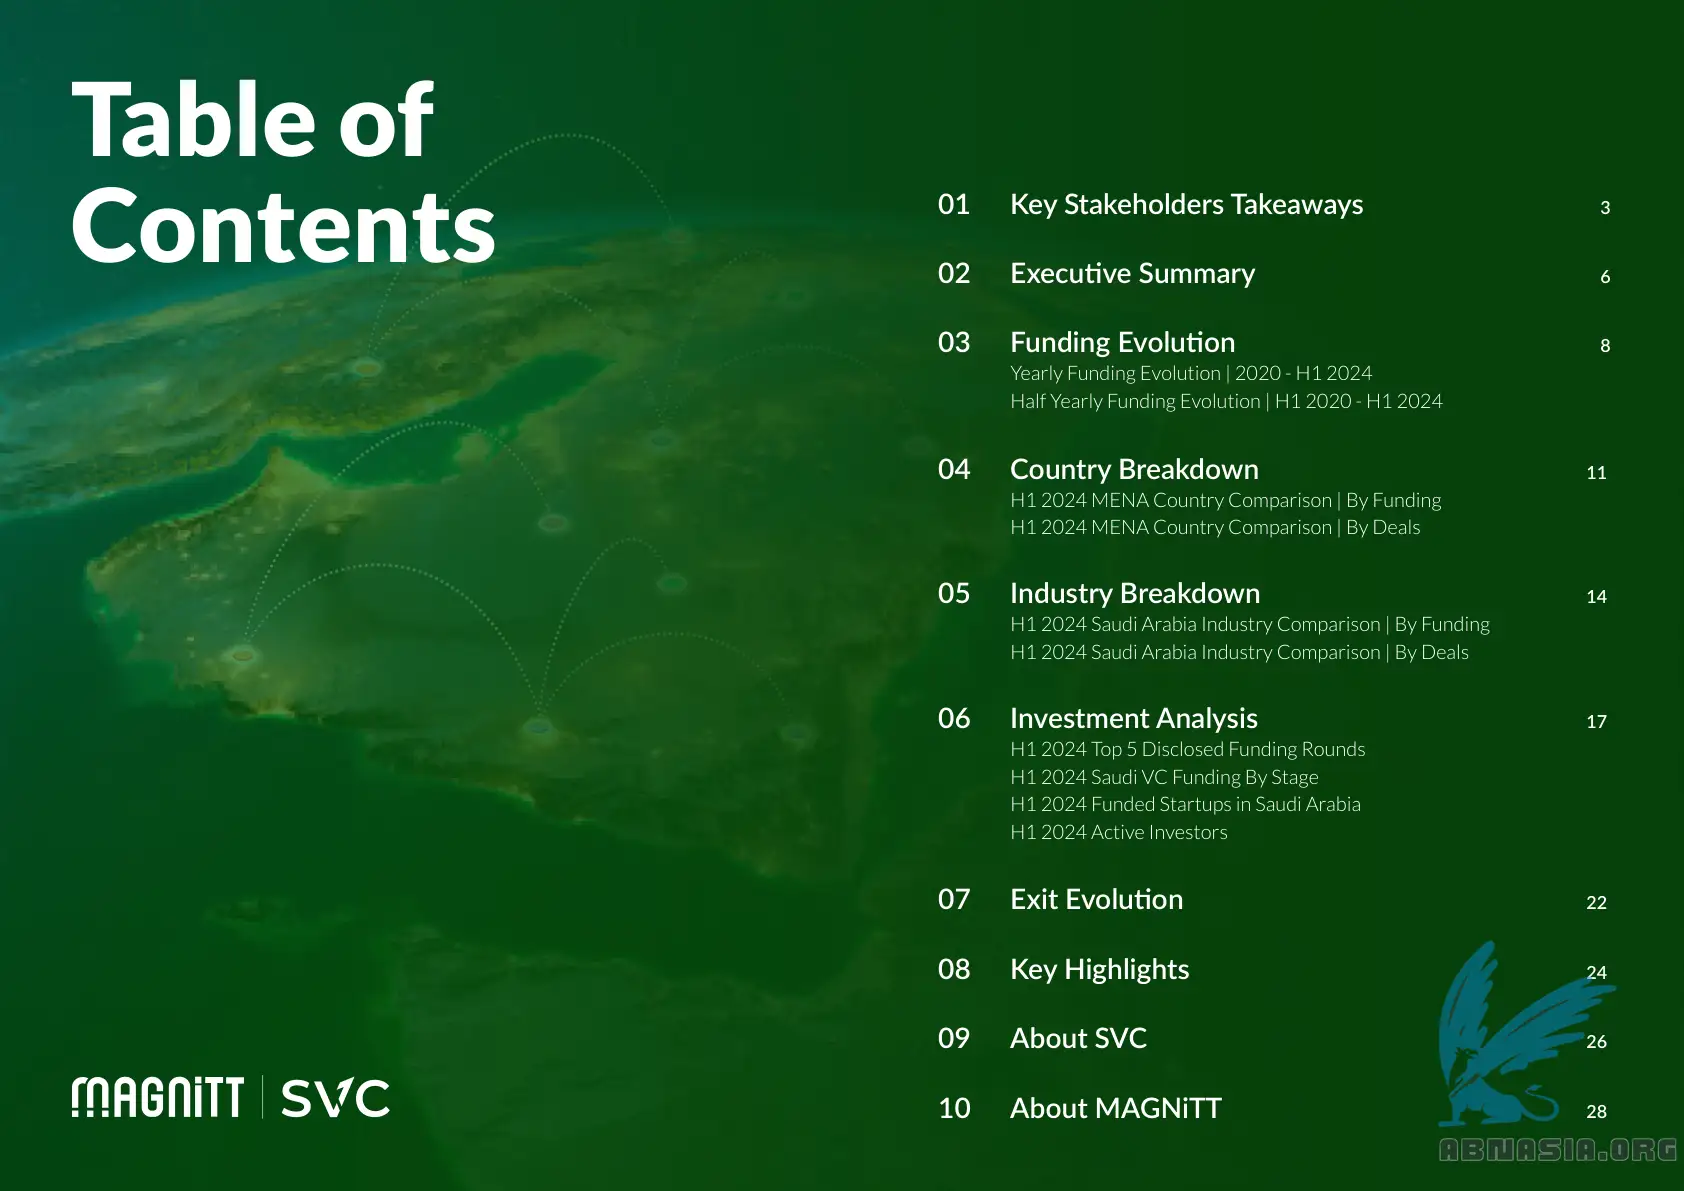 Table of
Contents
01 Key Stakeholders Takeaways 3
02 Executive Summary 6
03 Funding Evolution 8
Yearly Funding Evolution | 2020 - H1 2024
Half Yearly Funding Evolution | H1 2020 - H1 2024
04 Country Breakdown 11
H1 2024 MENA Country Comparison | By Funding
H1 2024 MENA Country Comparison | By Deals
05 Industry Breakdown 14
H1 2024 Saudi Arabia Industry Comparison | By Funding
H1 2024 Saudi Arabia Industry Comparison | By Deals
06 Investment Analysis 17
H1 2024 Top 5 Disclosed Funding Rounds
H1 2024 Saudi VC Funding By Stage
H1 2024 Funded Startups in Saudi Arabia
H1 2024 Active Investors
07 Exit Evolution 22
08 Key Highlights 24
09 About SVC 26
10 About MAGNiTT 28
MAGNiTT | SVC
ABNASIA.ORG